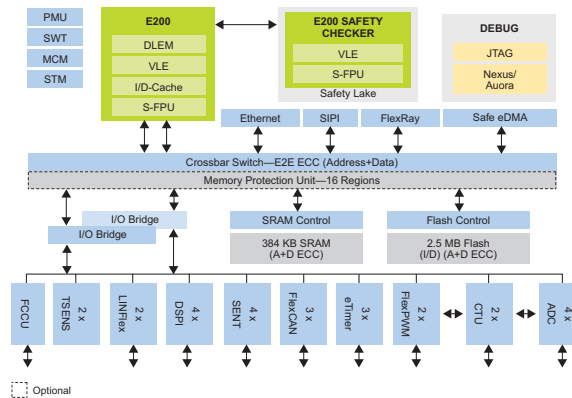 PMU
SWT
MCM
STM
E200
DLEM
VLE
I/D-Cache
S-FPU
E200 SAFETY
CHECKER
VLE
S-FPU
Safety Lake
DEBUG
JTAG
Nexus/
Auora
Ethernet
SIPI
FlexRay
Safe eDMA
Crossbar Switch—E2E ECC (Address+Data)
Memory Protection Unit—16 Regions
I/O Bridge
I/O Bridge
SRAM Control
384 KB SRAM
(A+D ECC)
Flash Control
2.5 MB Flash
(I/D) (A+D ECC)
FCCU
2 x
TSENS
2 x
LINFlex
4 x
DSPI
4 x
SENT
3 x
FlexCAN
3 x
eTimer
2 x
FlexPWM
2 x
CTU
4 x
ADC
Optional